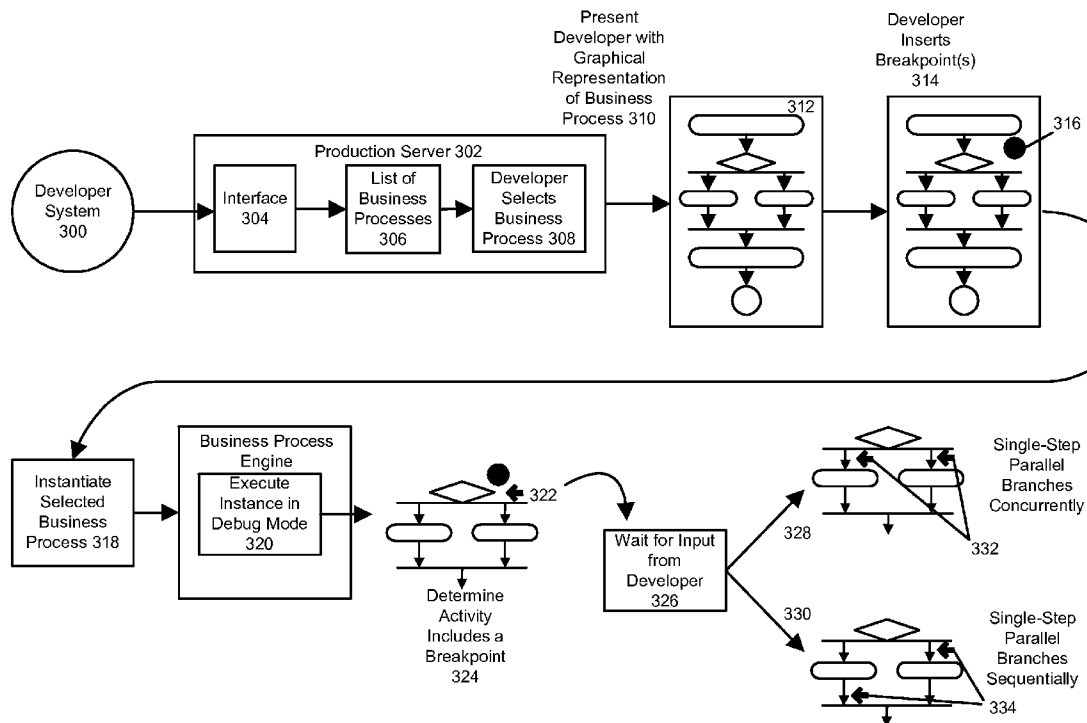 Present
Developer with
Graphical
Representation
of Business
Process 310
Developer
Inserts
Breakpoint(s)
314
312
316
Developer
System
300
Production Server 302
Interface
304
List of
Business
Processes
306
Developer
Selects
Business
Process 308
Instantiate
Selected
Business
Process 318
Business Process
Engine
Execute
Instance in
Debug Mode
320
322
Determine
Activity
Includes a
Breakpoint
324
Wait for Input
from
Developer
326
328
Single-Step
Parallel
Branches
Concurrently
332
330
Single-Step
Parallel
Branches
Sequentially
334